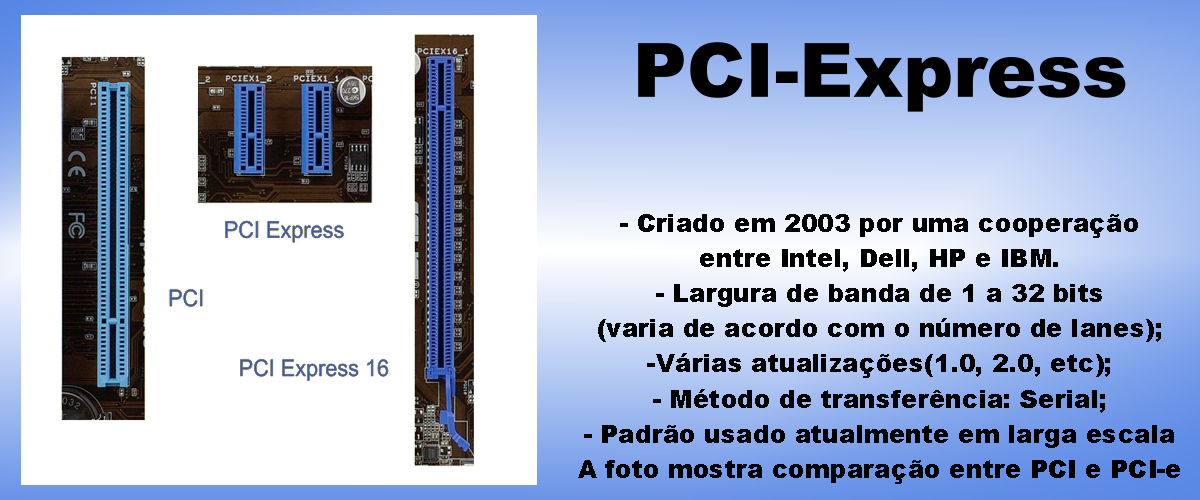 PCI-Express
- Criado em 2003 por uma cooperação
entre Intel, Dell, HP e IBM.
- Largura de banda de 1 a 32 bits
(varia de acordo com o número de lanes);
-Várias atualizações(1.0, 2.0, etc);
- Método de transferência: Serial;
- Padrão usado atualmente em larga escala
A foto mostra comparação entre PCI e PCI-e
PCI1
CE
FC
PCI
_2 PCIEX1_2 PCIEX1_1 PC
PCI Express
PCIEX16_1
PCI Express 16